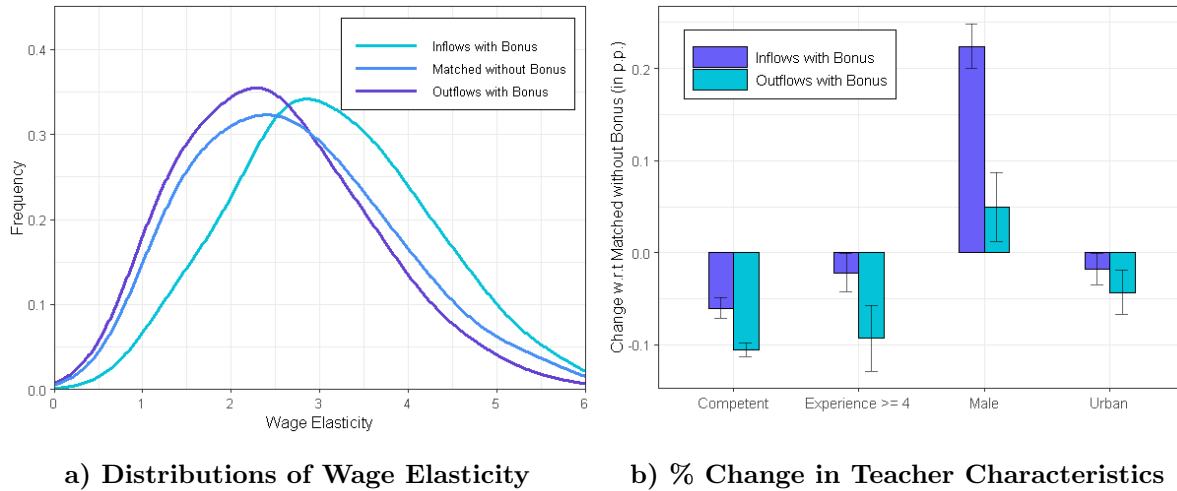 0.4
0.3
0.2
0.1
0.0
Frequency
Inflows with Bonus
Matched without Bonus
Outflows with Bonus
0 1 2 3 4 5 6
Wage Elasticity
a) Distributions of Wage Elasticity
0.2
0.1
0.0
-0.1
Change w.r.t Matched without Bonus (in p.p.)
Inflows with Bonus
Outflows with Bonus
Competent Experience >= 4 Male Urban
b) % Change in Teacher Characteristics